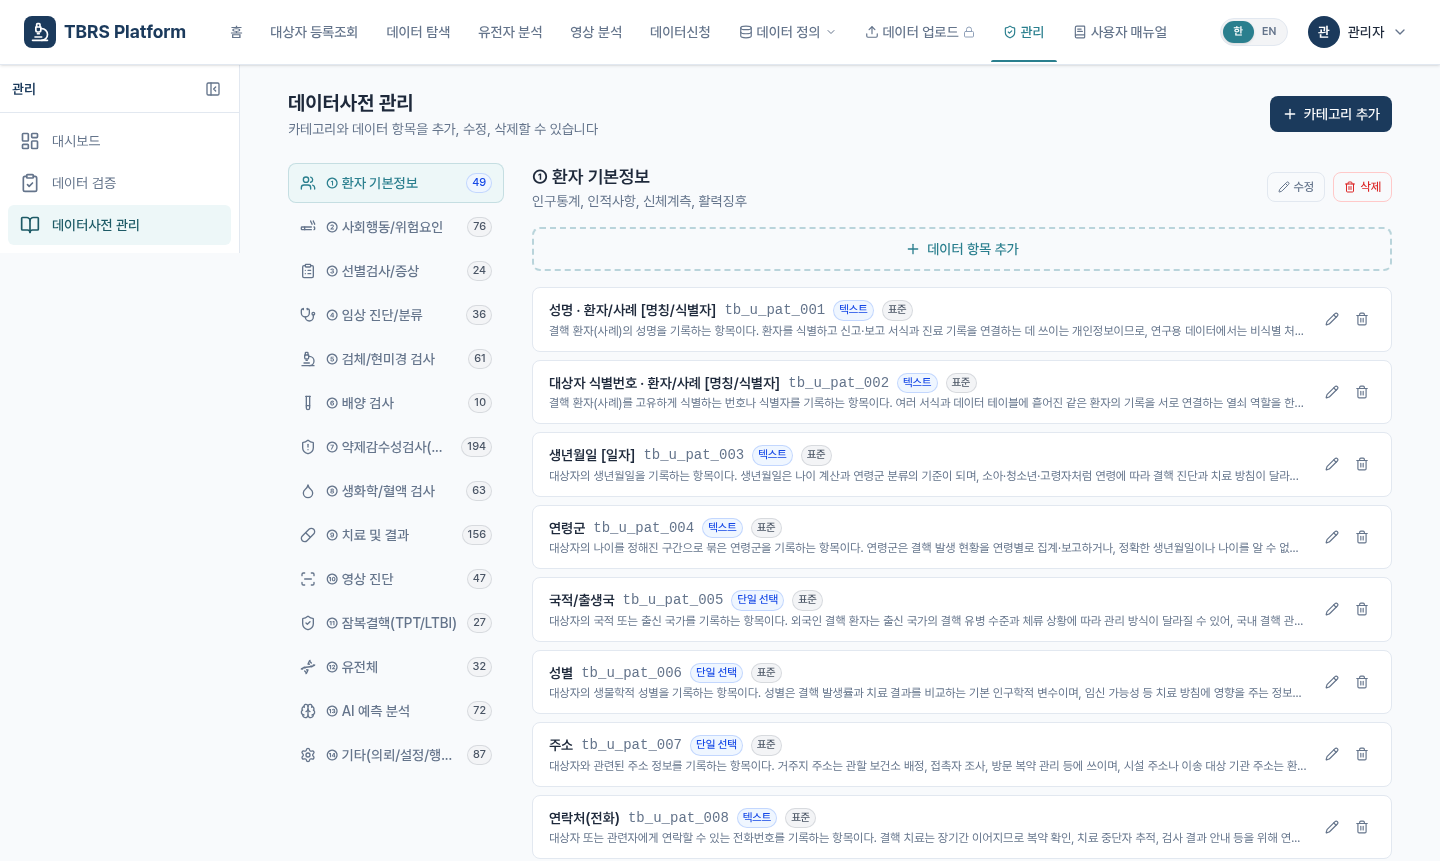 TBRS Platform
홈
대상자 등록조회
데이터 탐색
유전자 분석
영상 분석
데이터신청
데이터 정의
데이터 업로드
관리
사용자 매뉴얼
한 EN
관 관리자
관리
대시보드
데이터 검증
데이터사전 관리
데이터사전 관리
카테고리와 데이터 항목을 추가, 수정, 삭제할 수 있습니다
카테고리 추가
① 환자 기본정보 49
② 사회행동/위험요인 76
③ 선별검사/증상 24
④ 임상 진단/분류 36
⑤ 검체/현미경 검사 61
⑥ 배양 검사 10
⑦ 약제감수성검사(... 194
⑧ 생화학/혈액 검사 63
⑨ 치료 및 결과 156
⑩ 영상 진단 47
⑪ 잠복결핵(TPT/LTBI) 27
⑫ 유전체 32
⑬ AI 예측 분석 72
⑭ 기타(의뢰/설정/행... 87
① 환자 기본정보
인구통계, 인적사항, 신체계측, 활력징후
수정
삭제
데이터 항목 추가
성명 · 환자/사례 [명칭/식별자] tb_u_pat_001 텍스트 표준
결핵 환자(사례)의 성명을 기록하는 항목이다. 환자를 식별하고 신고·보고 서식과 진료 기록을 연결하는 데 쓰이는 개인정보이므로, 연구용 데이터에서는 비식별 처...
대상자 식별번호 · 환자/사례 [명칭/식별자] tb_u_pat_002 텍스트 표준
결핵 환자(사례)를 고유하게 식별하는 번호나 식별자를 기록하는 항목이다. 여러 서식과 데이터 테이블에 흩어진 같은 환자의 기록을 서로 연결하는 열쇠 역할을 한...
생년월일 [일자] tb_u_pat_003 텍스트 표준
대상자의 생년월일을 기록하는 항목이다. 생년월일은 나이 계산과 연령군 분류의 기준이 되며, 소아·청소년·고령자처럼 연령에 따라 결핵 진단과 치료 방침이 달라...
연령군 tb_u_pat_004 텍스트 표준
대상자의 나이를 정해진 구간으로 묶은 연령군을 기록하는 항목이다. 연령군은 결핵 발생 현황을 연령별로 집계·보고하거나, 정확한 생년월일이나 나이를 알 수 없...
국적/출생국 tb_u_pat_005 단일 선택 표준
대상자의 국적 또는 출신 국가를 기록하는 항목이다. 외국인 결핵 환자는 출신 국가의 결핵 유병 수준과 체류 상황에 따라 관리 방식이 달라질 수 있어, 국내 결핵 관...
성별 tb_u_pat_006 단일 선택 표준
대상자의 생물학적 성별을 기록하는 항목이다. 성별은 결핵 발생률과 치료 결과를 비교하는 기본 인구학적 변수이며, 임신 가능성 등 치료 방침에 영향을 주는 정보...
주소 tb_u_pat_007 단일 선택 표준
대상자와 관련된 주소 정보를 기록하는 항목이다. 거주지 주소는 관할 보건소 배정, 접촉자 조사, 방문 복약 관리 등에 쓰이며, 시설 주소나 이송 대상 기관 주소는 환...
연락처(전화) tb_u_pat_008 텍스트 표준
대상자 또는 관련자에게 연락할 수 있는 전화번호를 기록하는 항목이다. 결핵 치료는 장기간 이어지므로 복약 확인, 치료 중단자 추적, 검사 결과 안내 등을 위해 연...